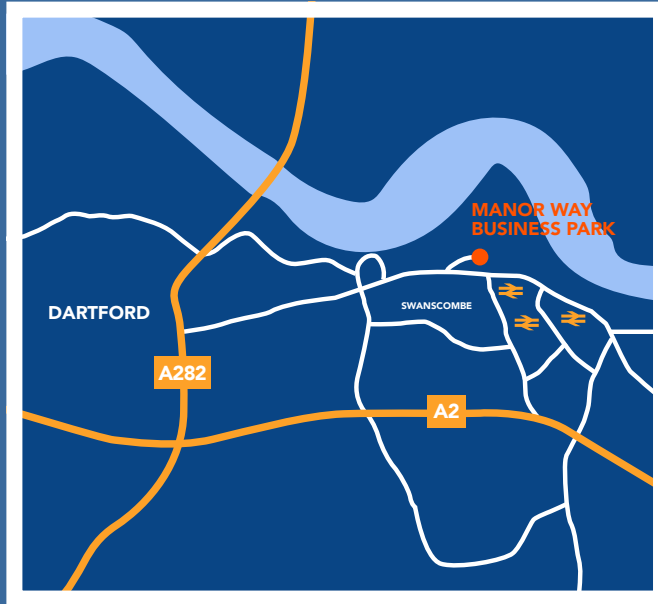 MANOR WAY
BUSINESS PARK
SWANSCOMBE
DARTFORD
A282
A2